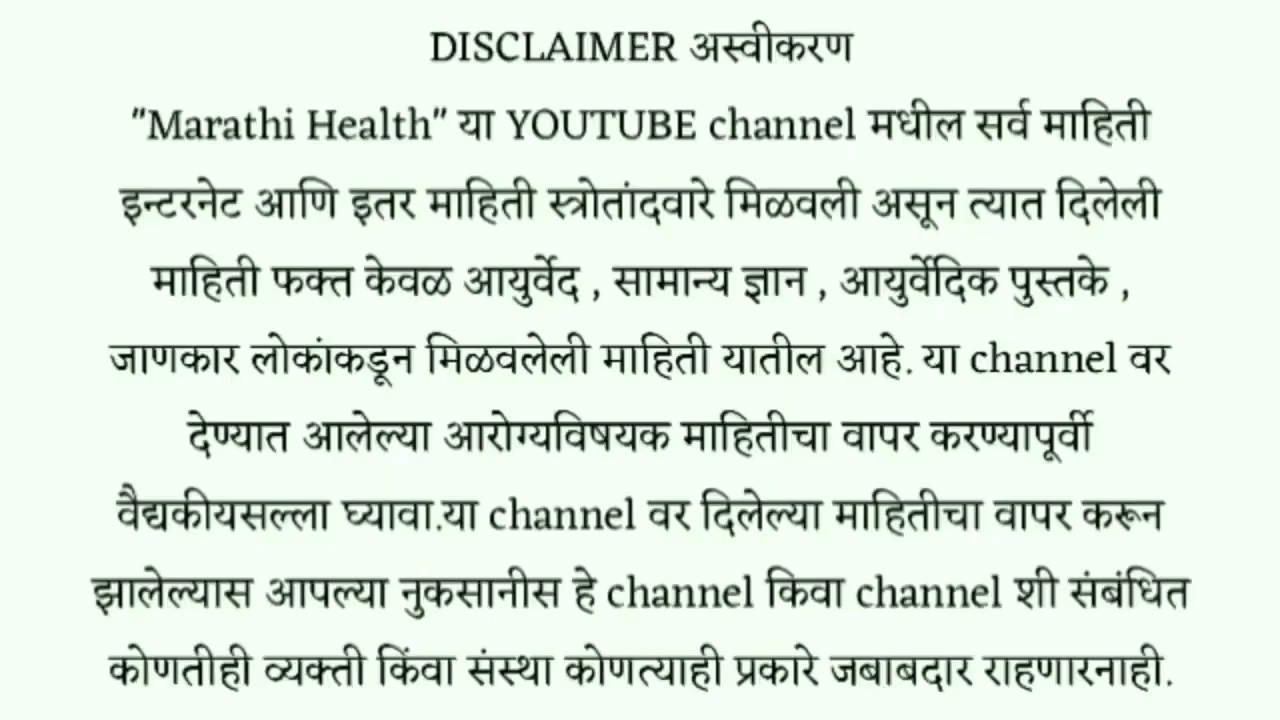 DISCLAIMER अस्वीकरण
"Marathi Health" या YOUTUBE channel मधील सर्व माहिती
इन्टरनेट आणि इतर माहिती स्त्रोतांदवारे मिळवली असून त्यात दिलेली
माहिती फक्त केवळ आयुर्वेद , सामान्य ज्ञान , आयुर्वेदिक पुस्तके ,
जाणकार लोकांकडून मिळवलेली माहिती यातील आहे. या channel वर
देण्यात आलेल्या आरोग्यविषयक माहितीचा वापर करण्यापूर्वी
वैद्यकीयसल्ला घ्यावा.या channel वर दिलेल्या माहितीचा वापर करून
झालेल्यास आपल्या नुकसानीस हे channel किवा channel शी संबंधित
कोणतीही व्यक्ती किंवा संस्था कोणत्याही प्रकारे जबाबदार राहणारनाही.